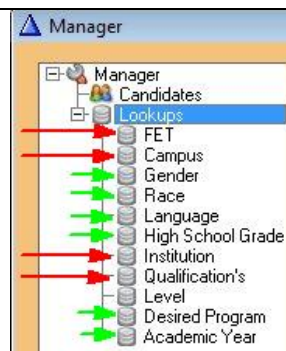 Manager
Manager
Candidates
Lookups
FET
Campus
Gender
Race
Language
High School Grade
Institution
Qualification's
Level
Desired Program
Academic Year